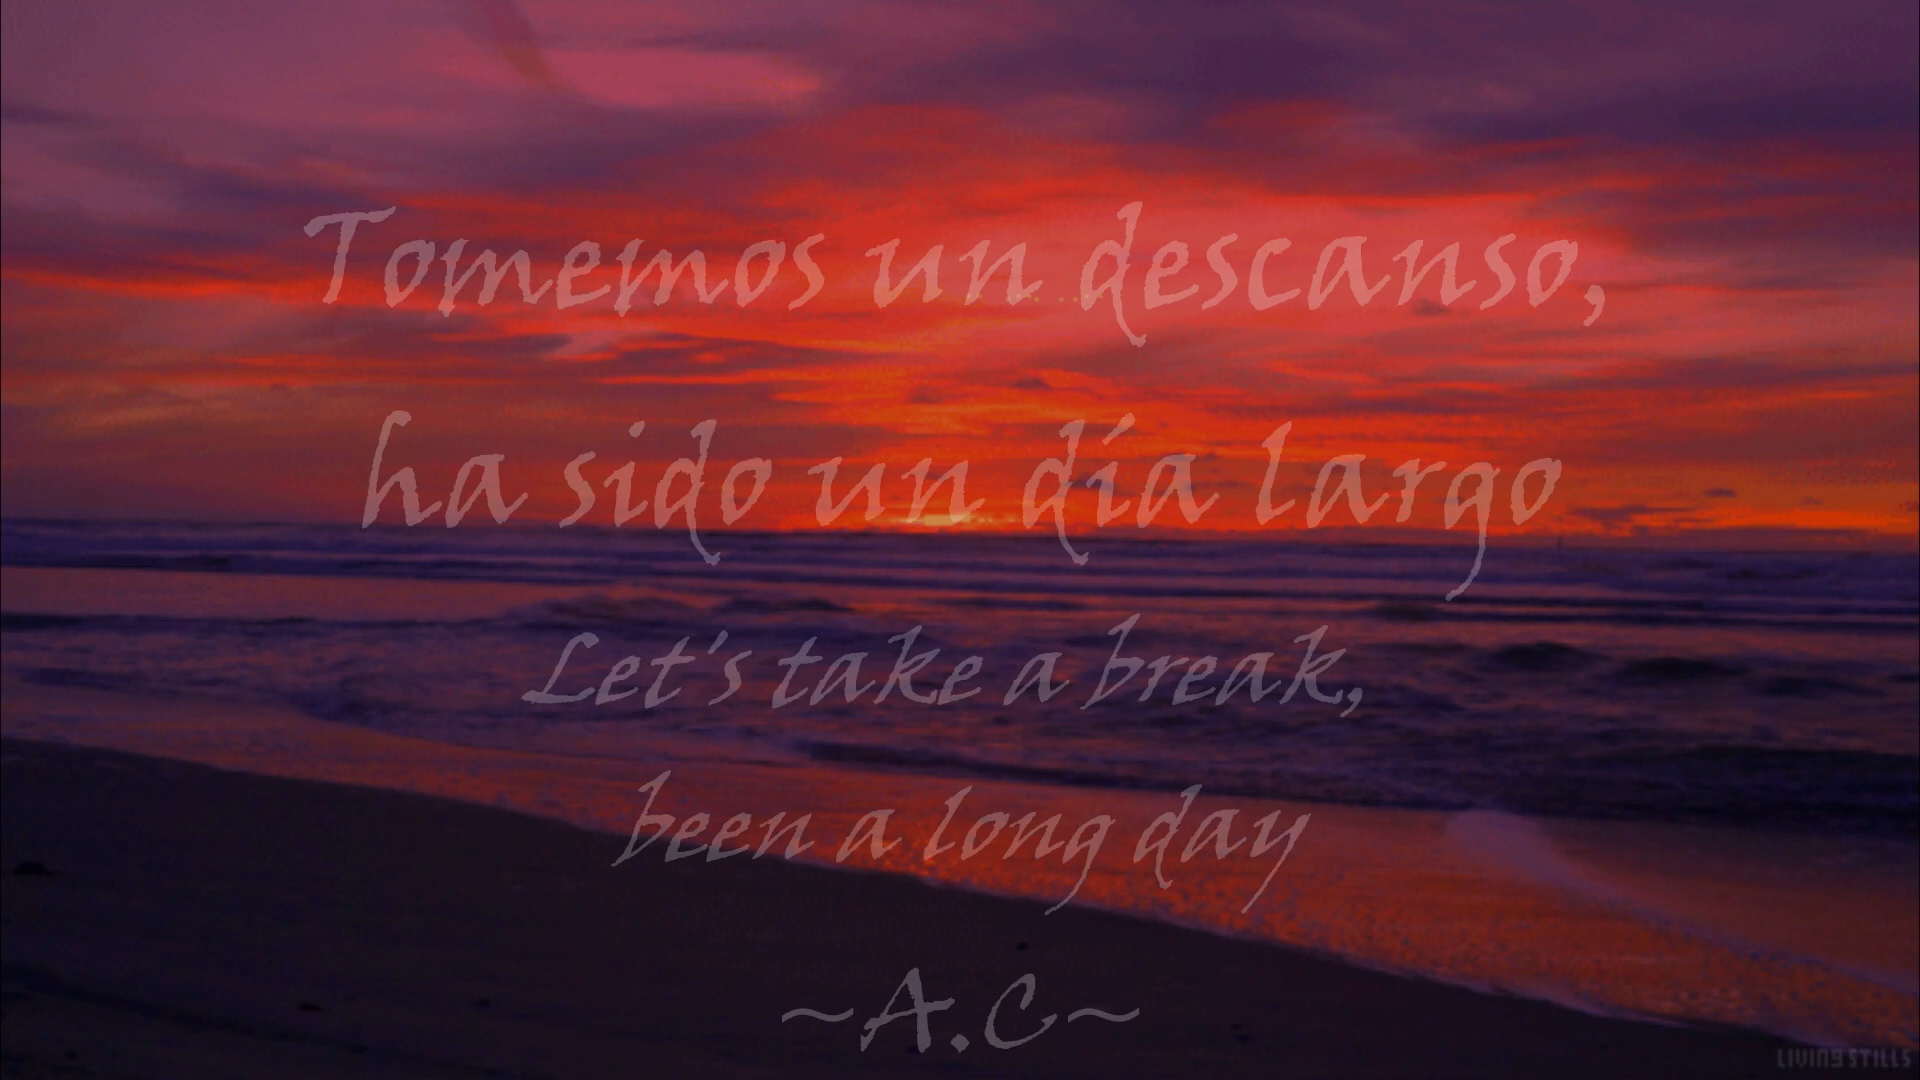 Tomemos un descanso,
ha sido un día largo
Let's take a break,
been a long day
~A.C~
LIVING STILLS